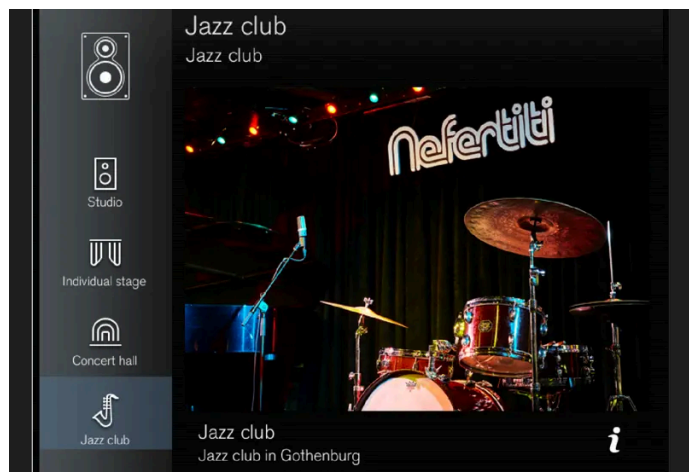 Jazz club
Jazz club
Nefertiti
Studio
Individual stage
Concert hall
Jazz club
Jazz club
Jazz club in Gothenburg
i